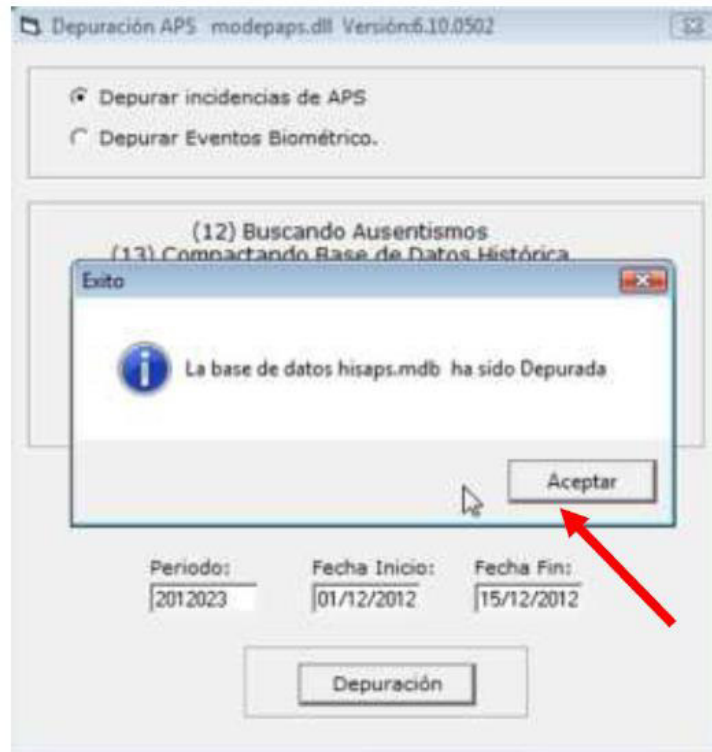 Depuración APS modepaps.dll Versión:6.10.0502
Depurar incidencias de APS
Depurar Eventos Biométrico.
(12) Buscando Ausentismos
(13) Compactando Base de Datos Histórica
Exito
La base de datos hisaps.mdb ha sido Depurada
Aceptar
Periodo: Fecha Inicio: Fecha Fin:
2012023 01/12/2012 15/12/2012
Depuración